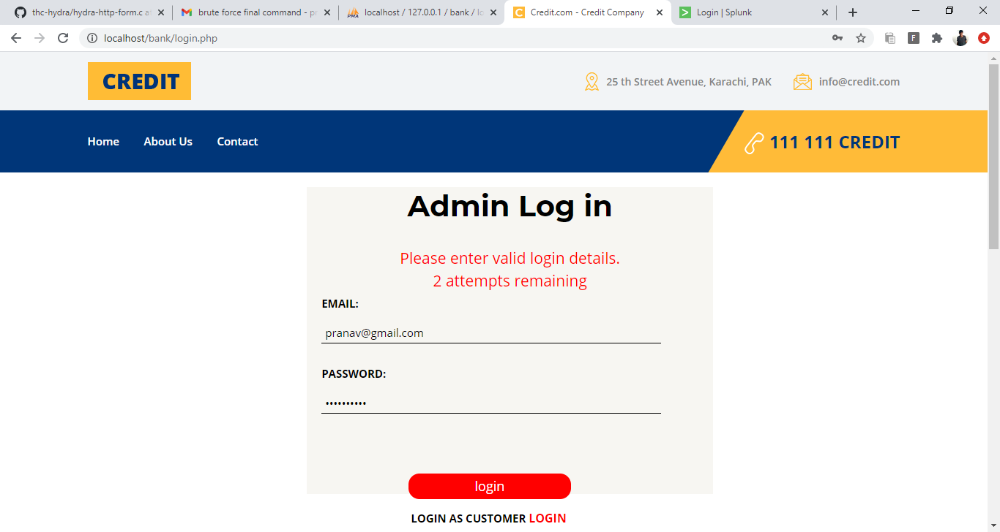 thc-hydra/hydra-http-form.c at
brute force final command - pr
localhost / 127.0.0.1 / bank / lo
Credit.com - Credit Company
Login | Splunk
localhost/bank/login.php
F
CREDIT
25 th Street Avenue, Karachi, PAK
info@credit.com
Home
About Us
Contact
111 111 CREDIT
Admin Log in
Please enter valid login details.
2 attempts remaining
EMAIL:
pranav@gmail.com
PASSWORD:
••••••••••
login
LOGIN AS CUSTOMER LOGIN